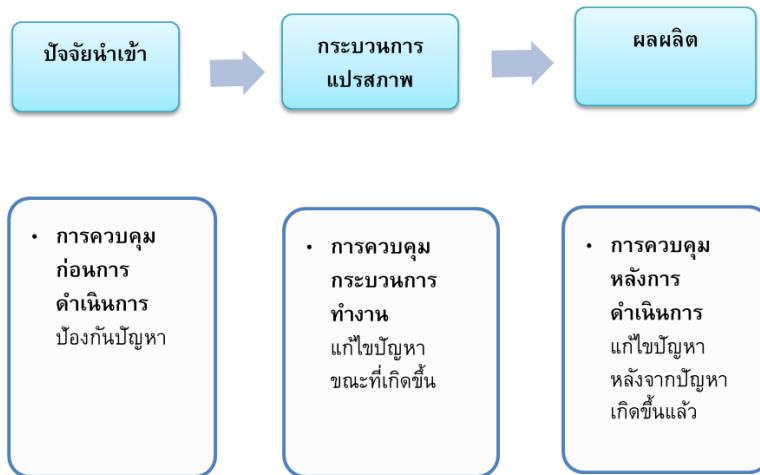 ปัจจัยนำเข้า
กระบวนการ
แปรสภาพ
ผลผลิต
• การควบคุม
ก่อนการ
ดำเนินการ
ป้องกันปัญหา
• การควบคุม
กระบวนการ
ทำงาน
แก้ไขปัญหา
ขณะที่เกิดขึ้น
• การควบคุม
หลังการ
ดำเนินการ
แก้ไขปัญหา
หลังจากปัญหา
เกิดขึ้นแล้ว